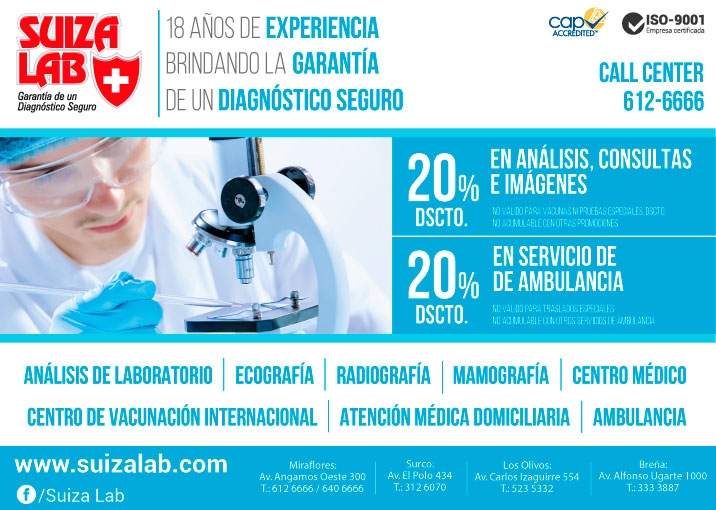 SUIZA
LAB
Garantía de un
Diagnóstico Seguro
18 AÑOS DE EXPERIENCIA
BRINDANDO LA GARANTÍA
DE UN DIAGNÓSTICO SEGURO
CAP
ACCREDITED
ISO-9001
Empresa certificada
CALL CENTER
612-6666
20% DSCTO.
EN ANÁLISIS, CONSULTAS
E IMÁGENES
NO VÁLIDO PARA VACUNAS NI PRUEBAS ESPECIALES. DSCTO.
NO ACUMULABLE CON OTRAS PROMOCIONES
20% DSCTO.
EN SERVICIO DE
DE AMBULANCIA
NO VÁLIDO PARA TRASLADOS ESPECIALES
NO ACUMULABLE CON OTROS SERVICIOS DE AMBULANCIA
ANÁLISIS DE LABORATORIO | ECOGRAFÍA | RADIOGRAFÍA | MAMOGRAFÍA | CENTRO MÉDICO
CENTRO DE VACUNACIÓN INTERNACIONAL | ATENCIÓN MÉDICA DOMICILIARIA | AMBULANCIA
www.suizalab.com
f /Suiza Lab
Miraflores:
Av. Angamos Oeste 300
T.: 612 6666 / 640 6666
Surco:
Av. El Polo 434
T.: 312 6070
Los Olivos:
Av. Carlos Izaguirre 554
T.: 523 5332
Breña:
Av. Alfonso Ugarte 1000
T.: 333 3887